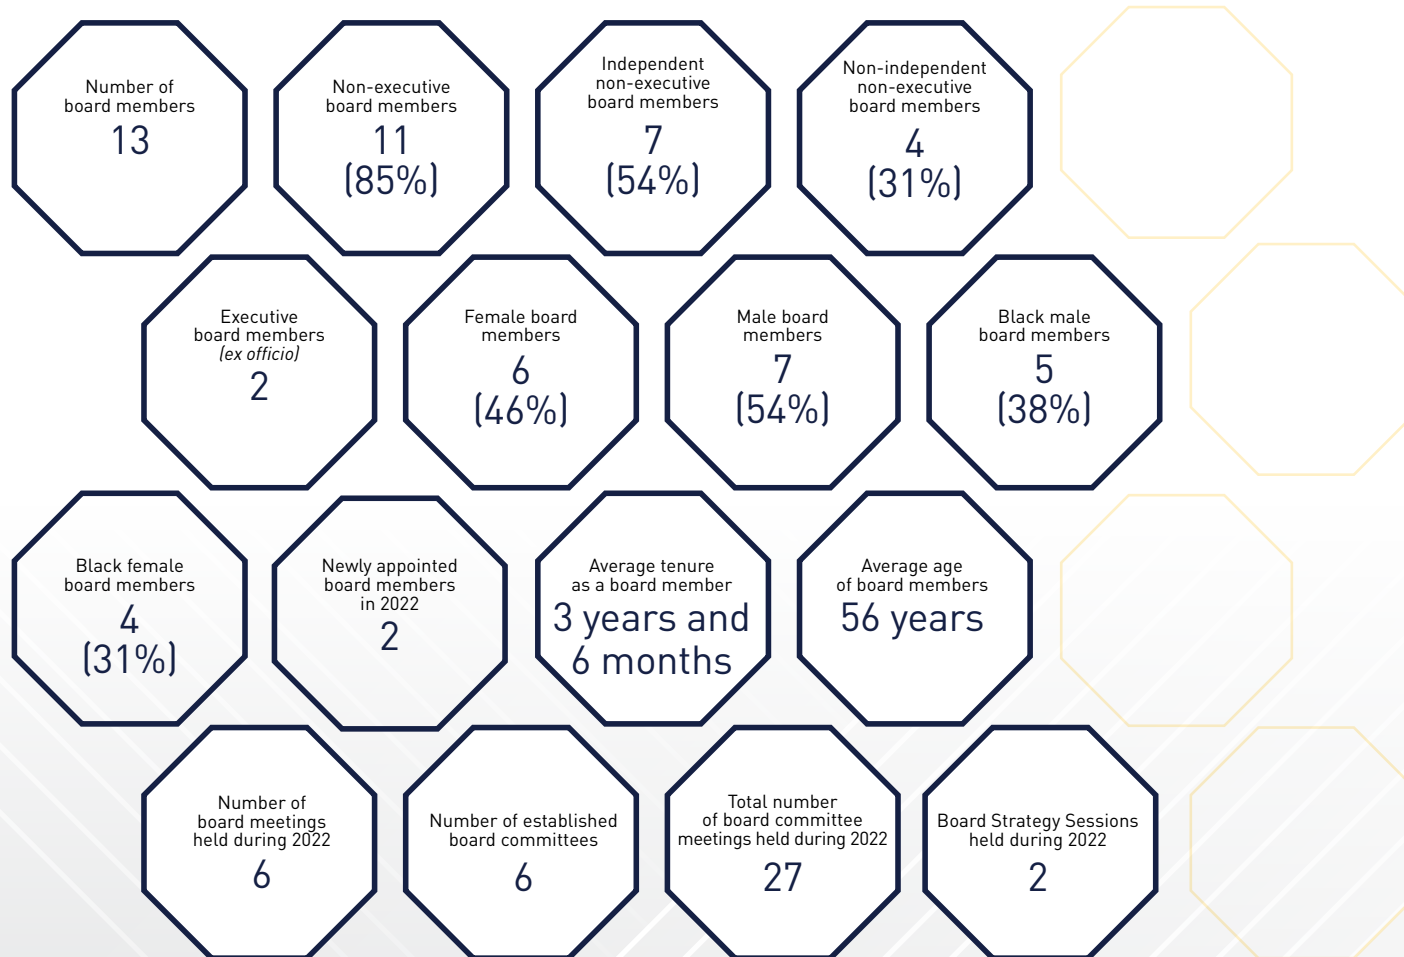 Number of
board members
13
Non-executive
board members
11
(85%)
Independent
non-executive
board members
7
(54%)
Non-independent
non-executive
board members
4
(31%)
Executive
board members
(ex officio)
2
Female board
members
6
(46%)
Male board
members
7
(54%)
Black male
board members
5
(38%)
Black female
board members
4
(31%)
Newly appointed
board members
in 2022
2
Average tenure
as a board member
3 years and
6 months
Average age
of board members
56 years
Number of
board meetings
held during 2022
6
Number of established
board committees
6
Total number
of board committee
meetings held during 2022
27
Board Strategy Sessions
held during 2022
2